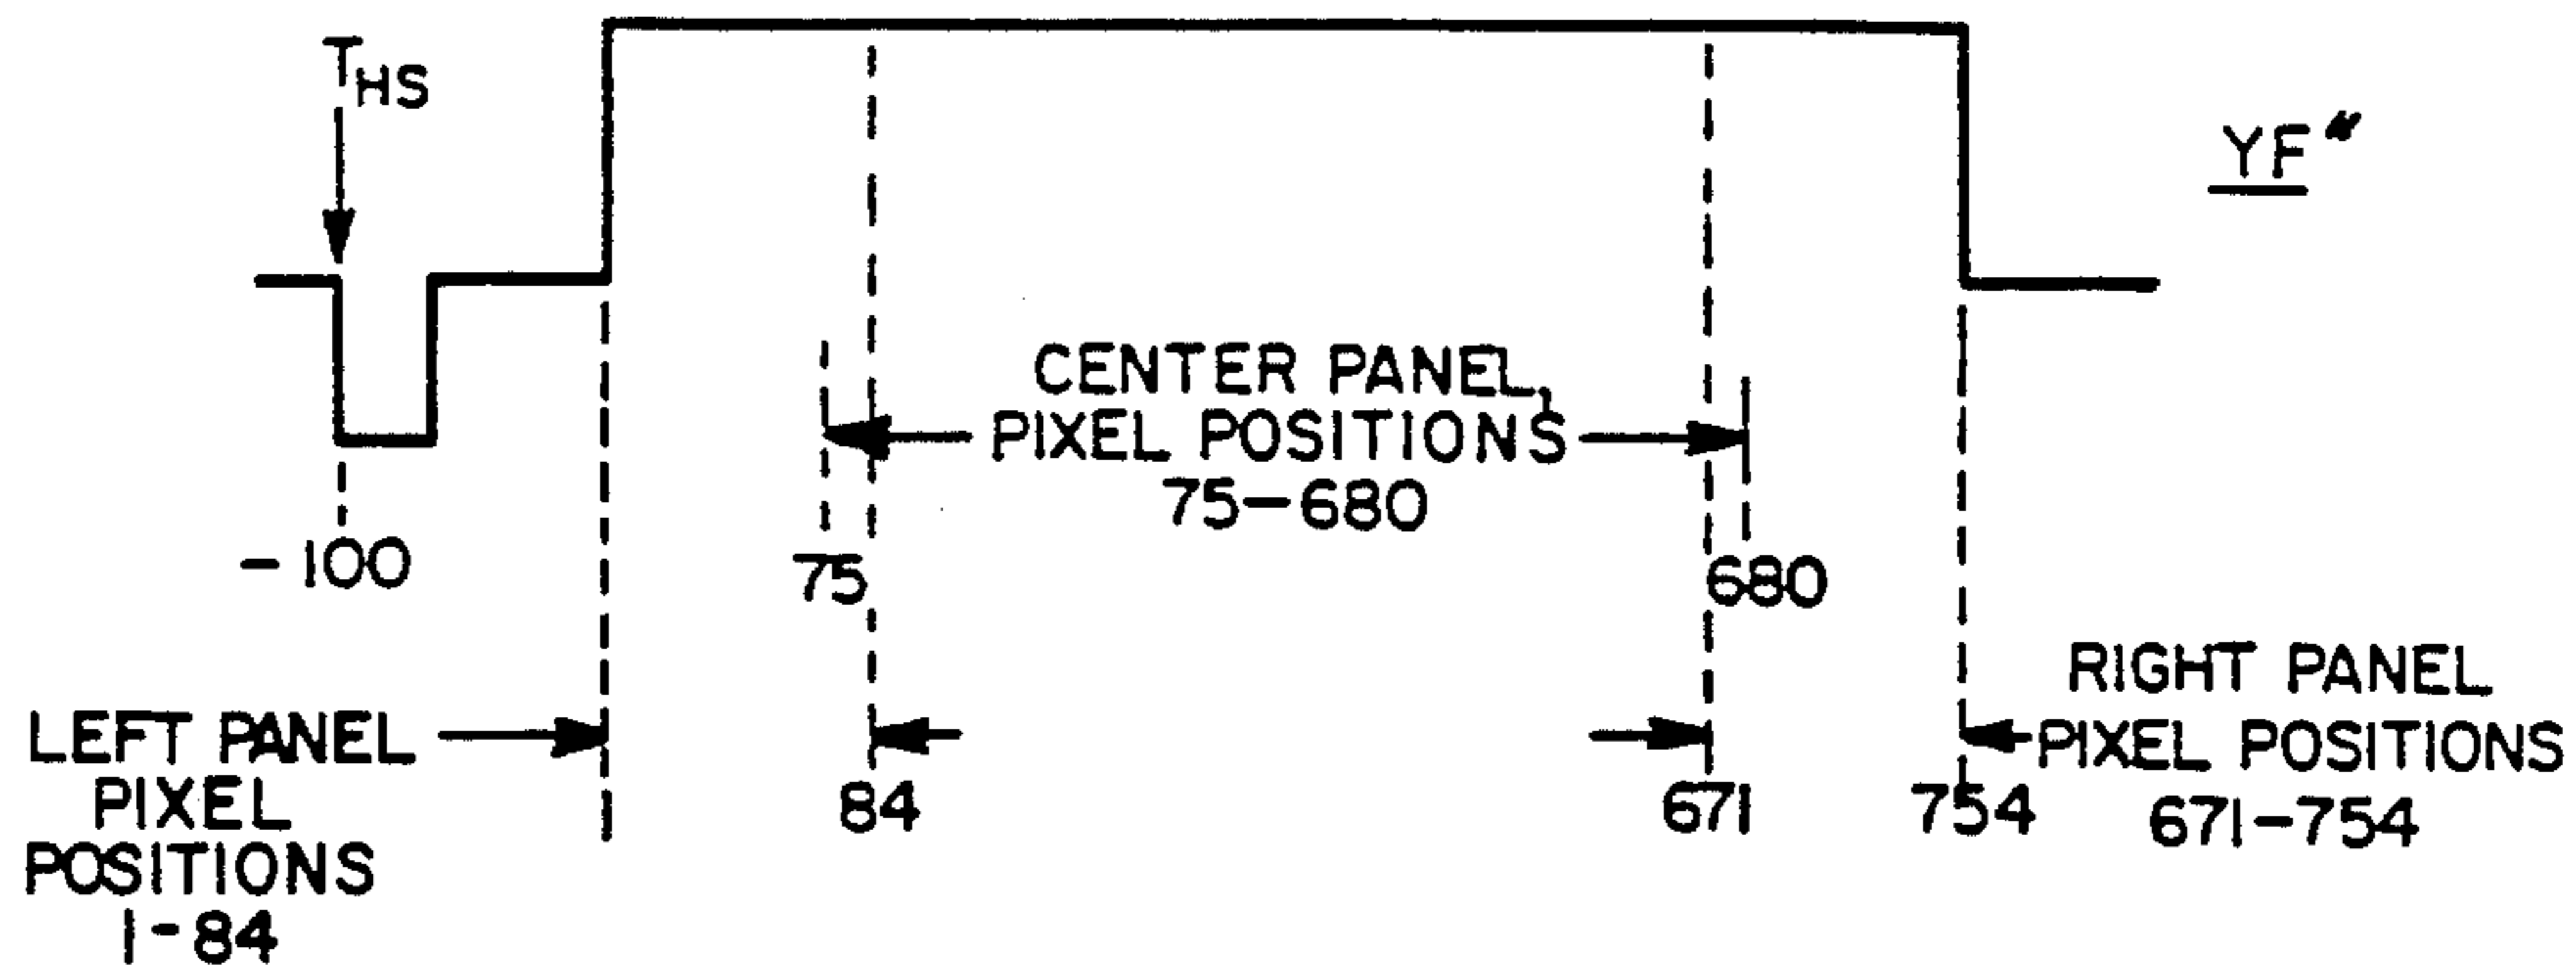 T_HS
YF"
CENTER PANEL,
PIXEL POSITIONS
75-680
-100
75
680
LEFT PANEL
PIXEL
POSITIONS
1-84
84
671
754
RIGHT PANEL
PIXEL POSITIONS
671-754